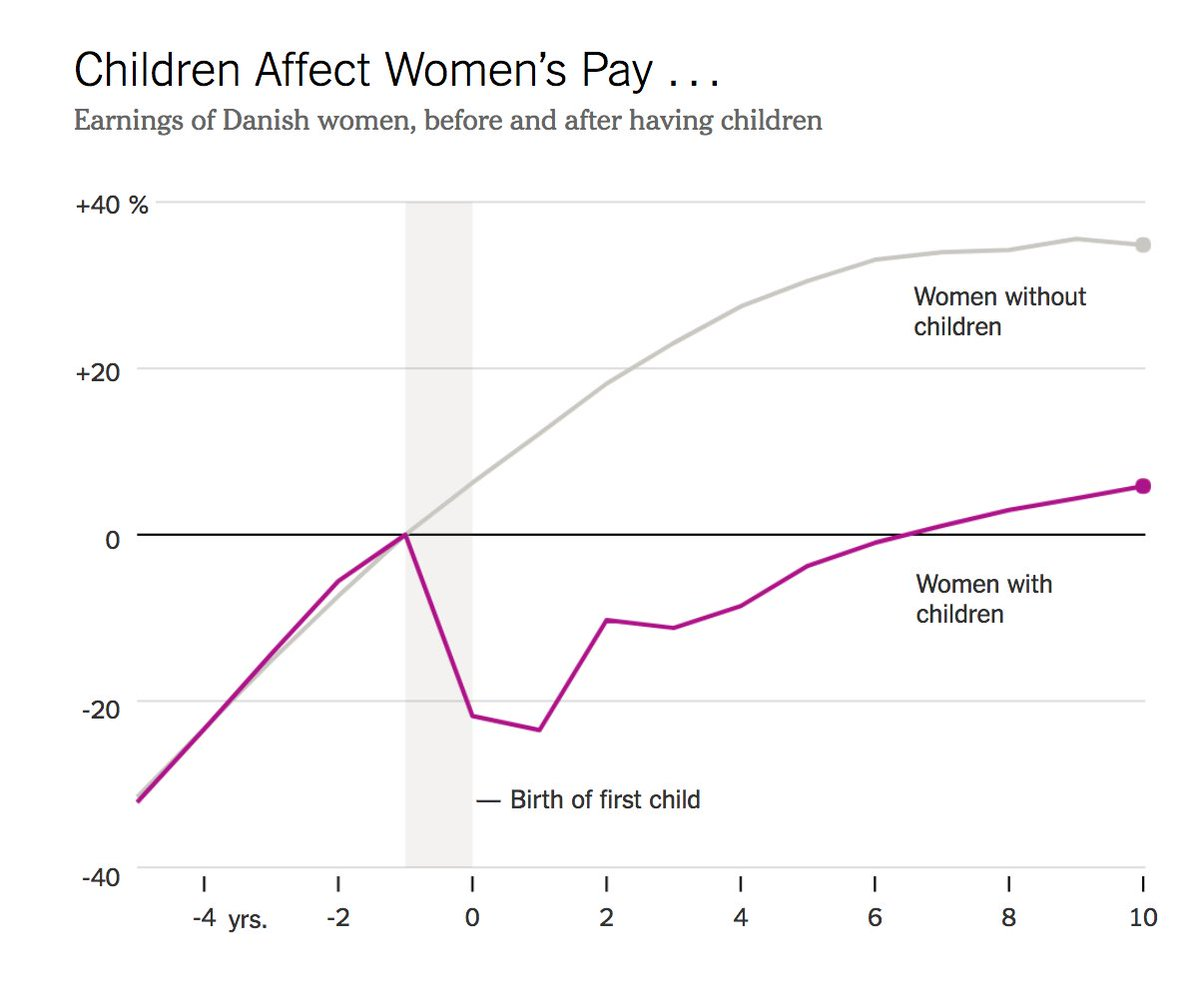 Children Affect Women’s Pay . . .
Earnings of Danish women, before and after having children
+40 %
Women without
children
+20
0
Women with
children
-20
— Birth of first child
-40
-4 yrs. -2 0 2 4 6 8 10